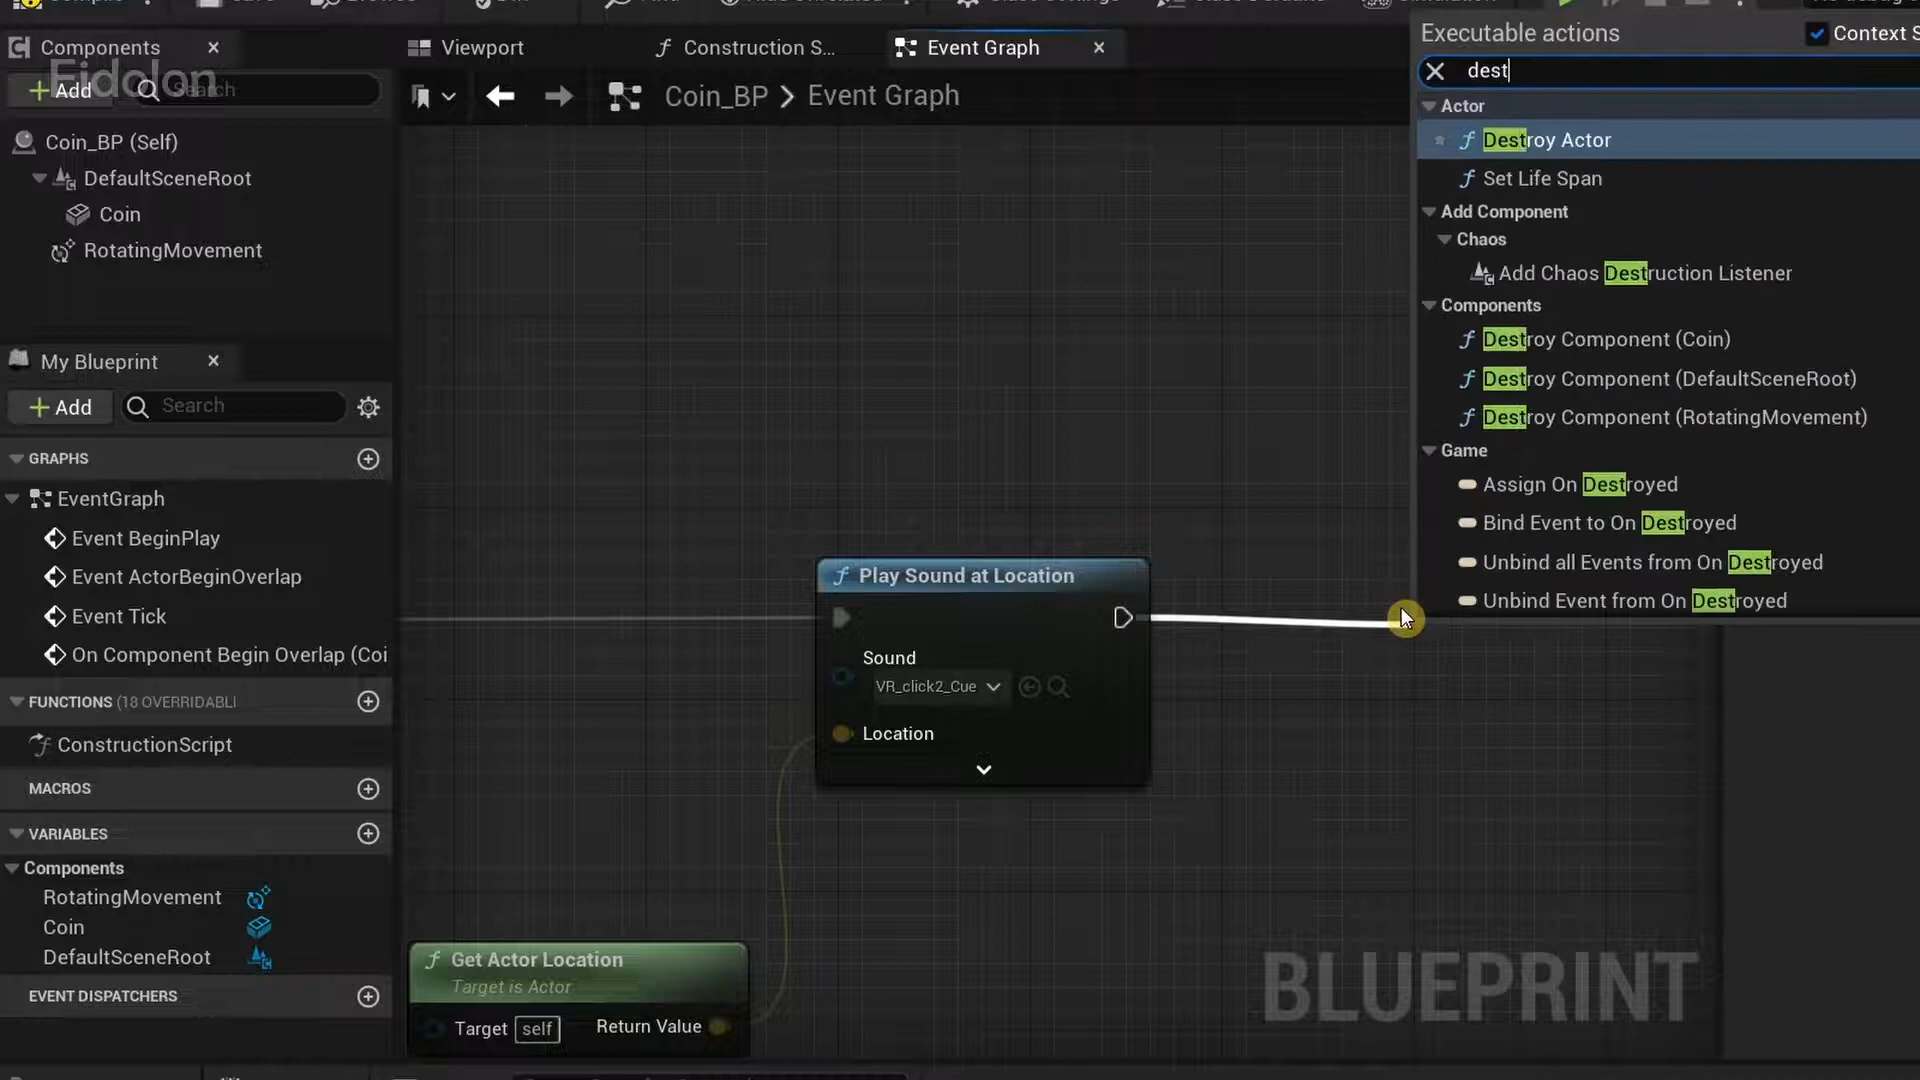 Components
Viewport
Construction S...
Event Graph
Executable actions
Context S
Eidolon
Add
Search
Coin_BP
Event Graph
dest
Actor
Destroy Actor
Set Life Span
Add Component
Chaos
Add Chaos Destruction Listener
Components
Destroy Component (Coin)
Destroy Component (DefaultSceneRoot)
Destroy Component (RotatingMovement)
Game
Assign On Destroyed
Bind Event to On Destroyed
Unbind all Events from On Destroyed
Unbind Event from On Destroyed
Coin_BP (Self)
DefaultSceneRoot
Coin
RotatingMovement
My Blueprint
Add
Search
GRAPHS
EventGraph
Event BeginPlay
Event ActorBeginOverlap
Event Tick
On Component Begin Overlap (Coi
FUNCTIONS (18 OVERRIDABLI
ConstructionScript
MACROS
VARIABLES
Components
RotatingMovement
Coin
DefaultSceneRoot
EVENT DISPATCHERS
Play Sound at Location
Sound
VR_click2_Cue
Location
Get Actor Location
Target is Actor
Target self
Return Value
BLUEPRINT